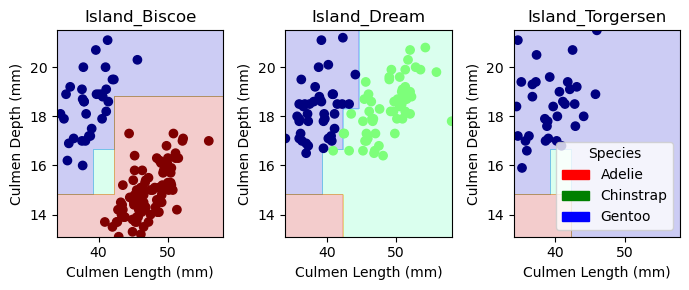 Island_Biscoe
20
18
16
14
Culmen Depth (mm)
40 50
Culmen Length (mm)
Island_Dream
20
18
16
14
Culmen Depth (mm)
40 50
Culmen Length (mm)
Island_Torgersen
20
18
16
14
Culmen Depth (mm)
40 50
Culmen Length (mm)
Species
Adelie
Chinstrap
Gentoo